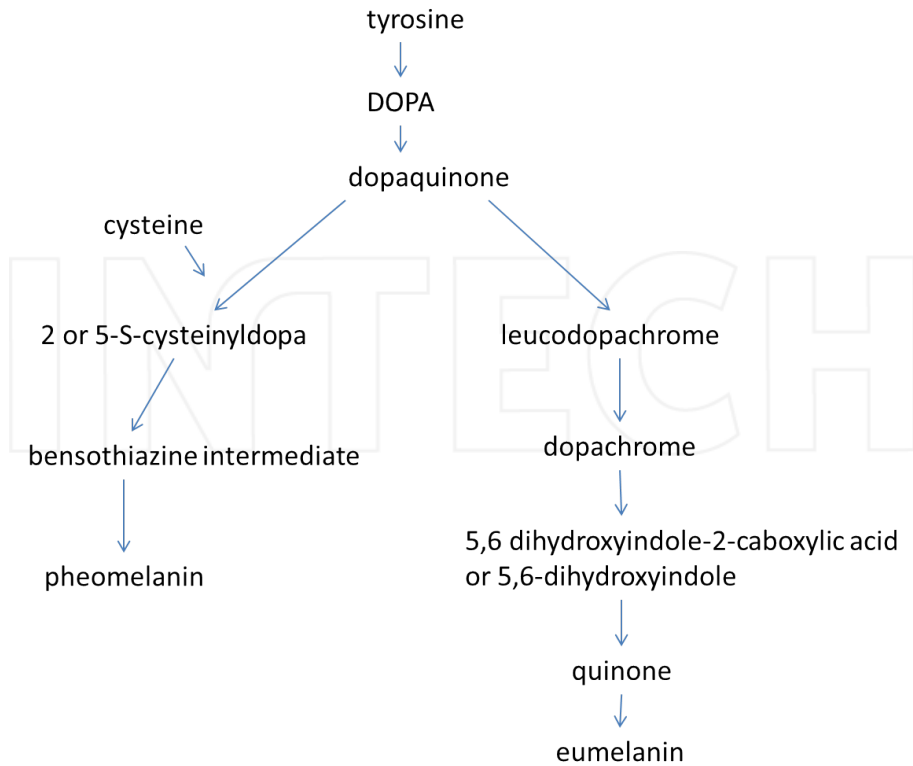 tyrosine
DOPA
dopaquinone
cysteine
2 or 5-S-cysteinyldopa
leucodopachrome
dopachrome
bensothiazine intermediate
5,6 dihydroxyindole-2-caboxylic acid
or 5,6-dihydroxyindole
pheomelanin
quinone
eumelanin
INTECH